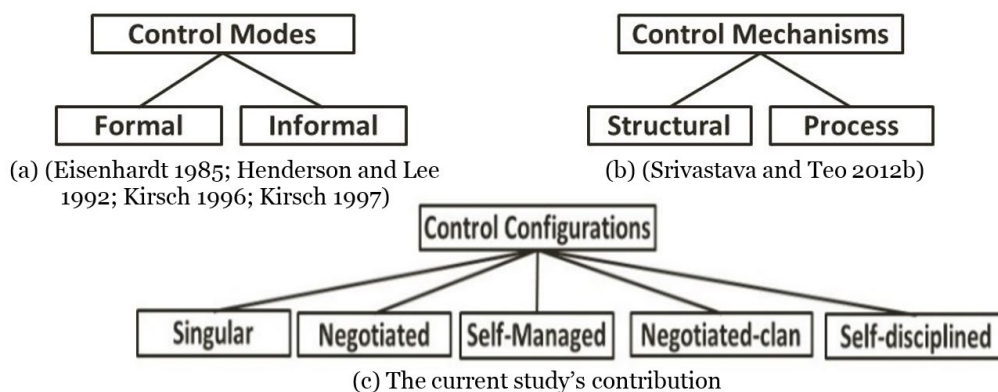 Control Modes
Formal
Informal
(a) (Eisenhardt 1985; Henderson and Lee
1992; Kirsch 1996; Kirsch 1997)
Control Mechanisms
Structural
Process
(b) (Srivastava and Teo 2012b)
Control Configurations
Singular
Negotiated
Self-Managed
Negotiated-clan
Self-disciplined
(c) The current study's contribution